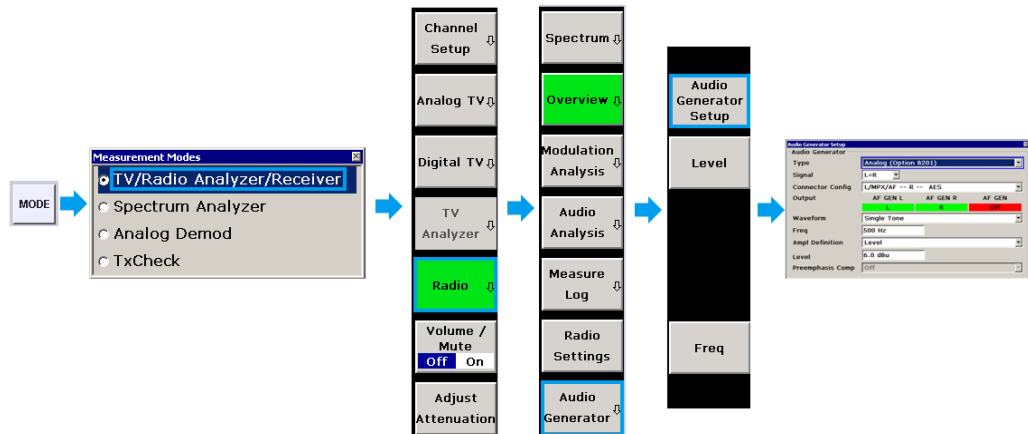 MODE
Measurement Modes
TV/Radio Analyzer/Receiver
Spectrum Analyzer
Analog Demod
TxCheck
Channel
Setup
Analog TV
Digital TV
TV
Analyzer
Radio
Volume /
Mute
Off On
Adjust
Attenuation
Spectrum
Overview
Modulation
Analysis
Audio
Analysis
Measure
Log
Radio
Settings
Audio
Generator
Audio
Generator
Setup
Level
Freq
Audio Generator Setup
Audio Generator
Type Analog (Option B201)
Signal L=R
Connector Config L/MPX/AF -- R -- AES
Output AF GEN L AF GEN R AF GEN
L R Off
Waveform Single Tone
Freq 500 Hz
Ampl Definition Level
Level 6.0 dBu
Preemphasis Comp Off